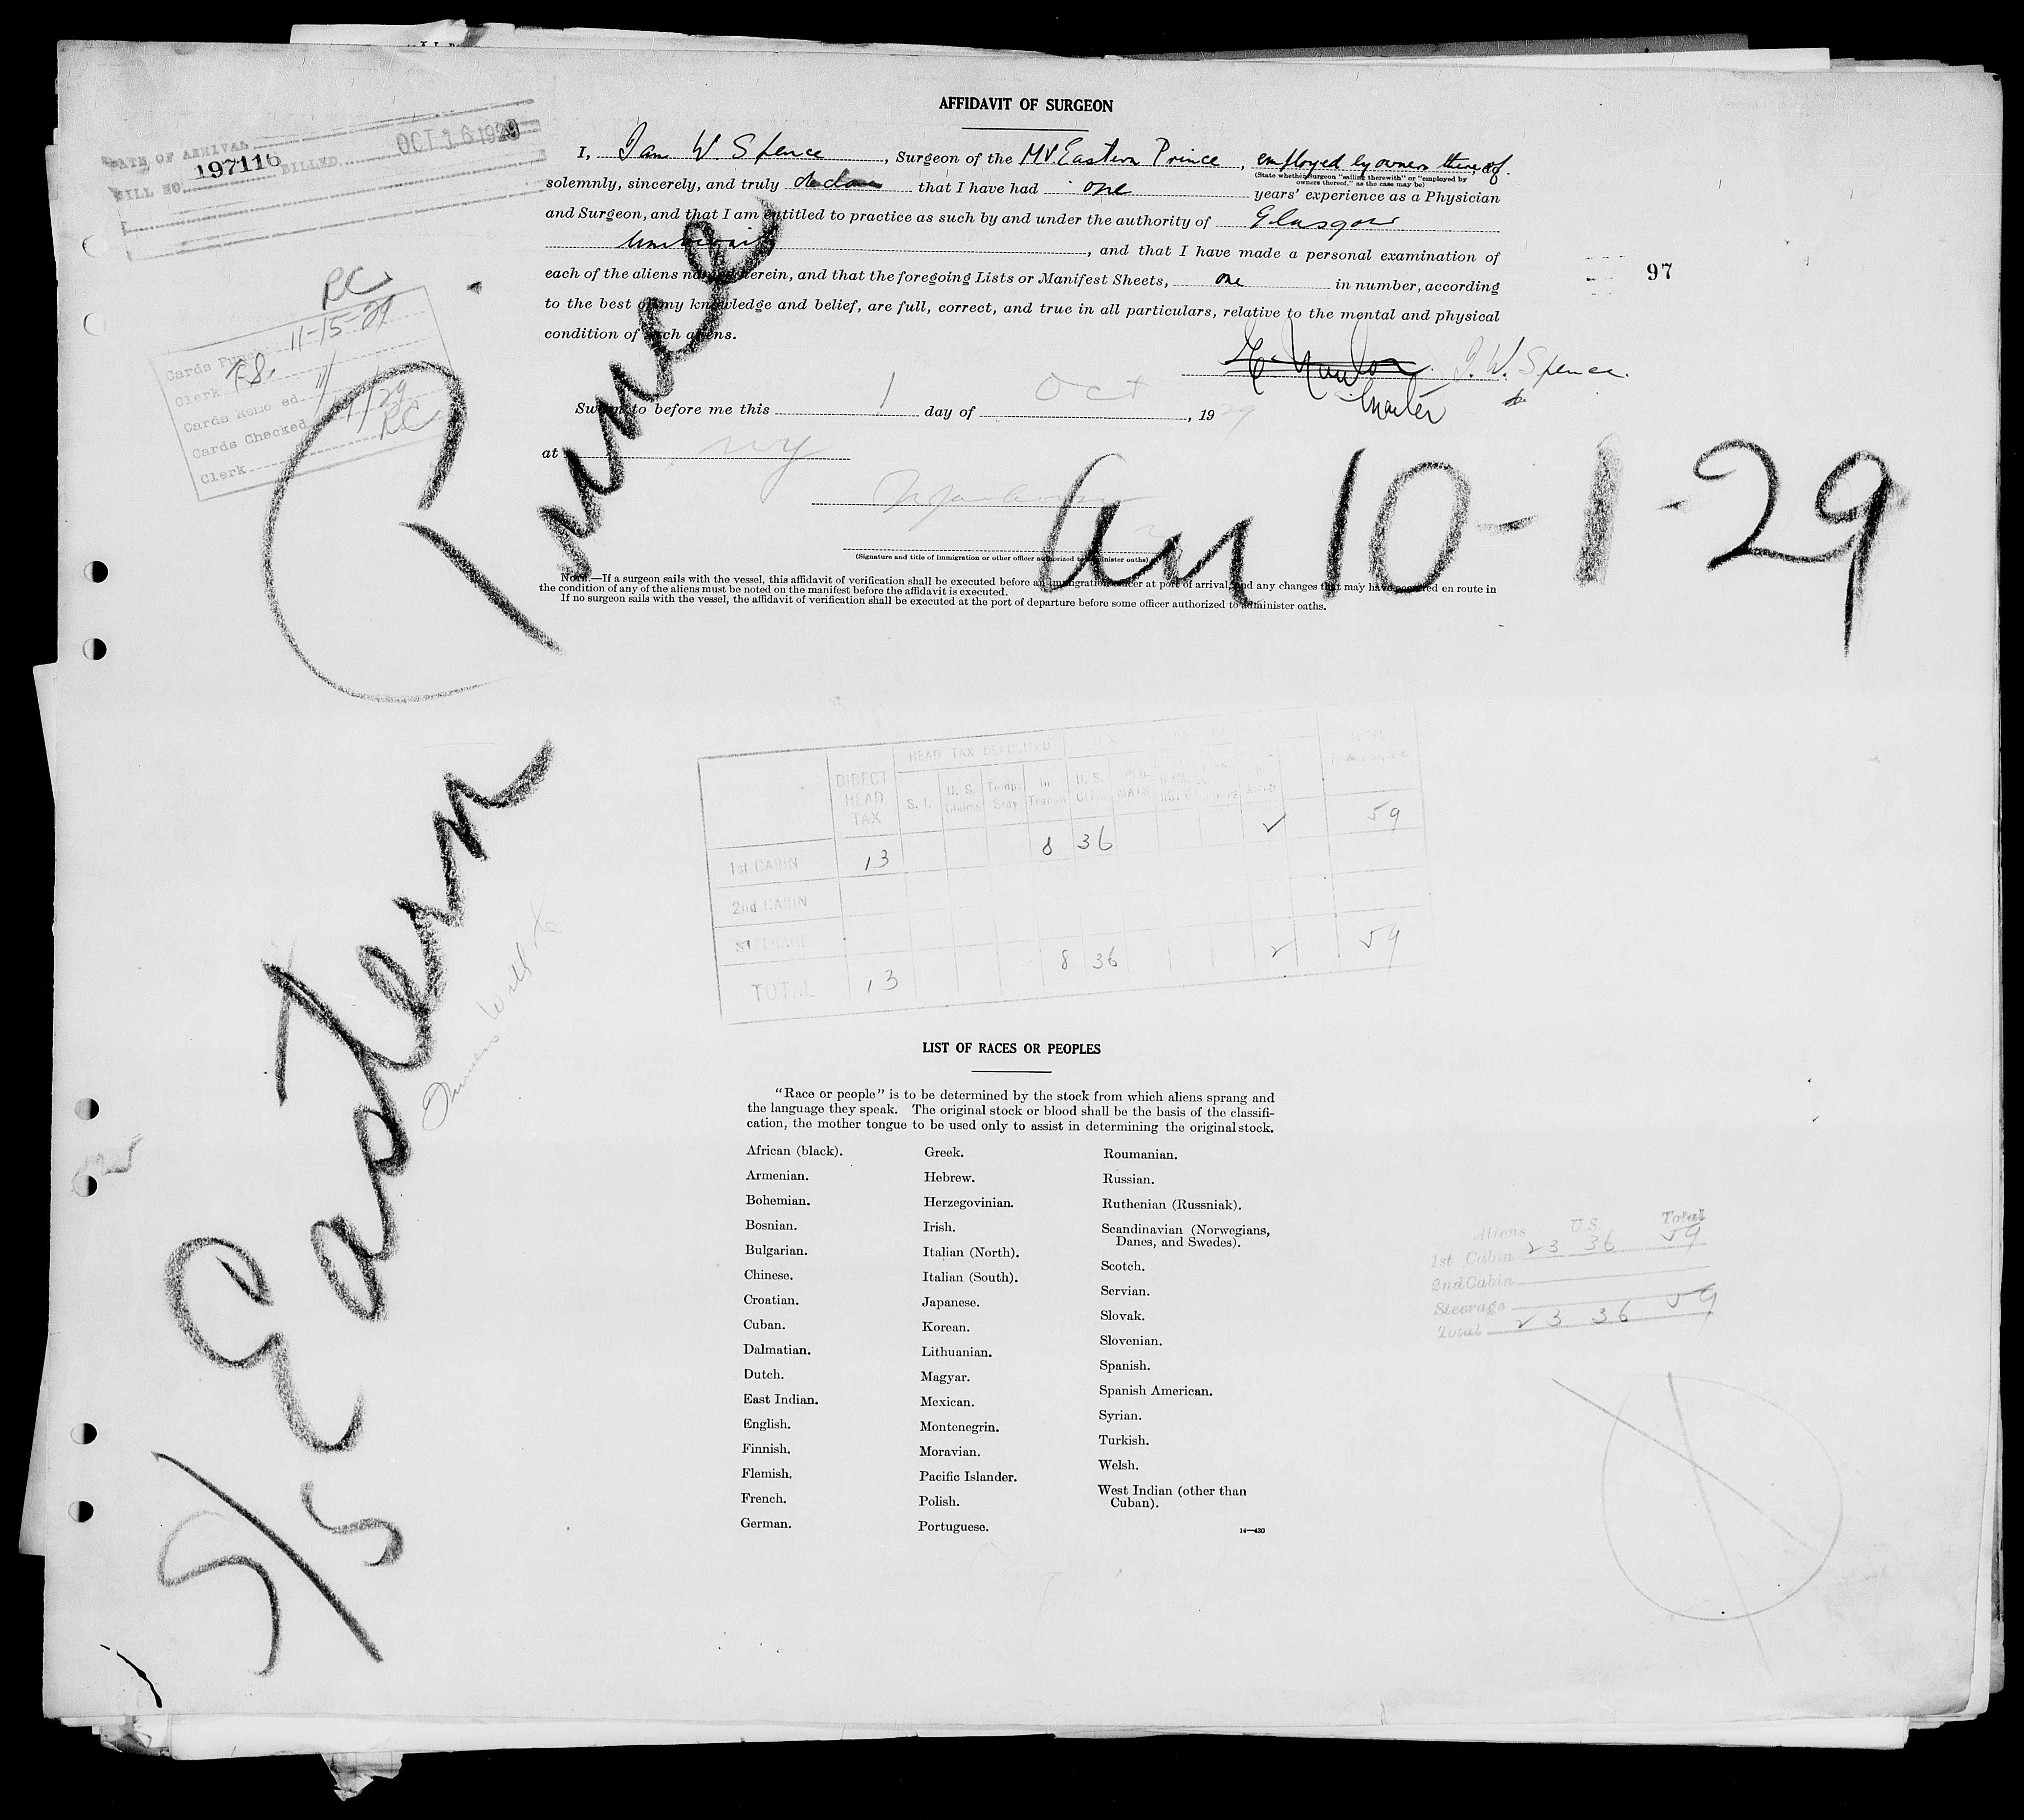 AFFIDAVIT OF SURGEON
DATE OF ARRIVAL
BILL NO. 197116 BILLED OCT 16 1929
I, Ian W. Spence, Surgeon of the MV. Eastern Prince, employed by owners thereof.
(State whether Surgeon "sailing therewith" or "employed by owners thereof," as the case may be)
solemnly, sincerely, and truly declare that I have had one years' experience as a Physician
and Surgeon, and that I am entitled to practice as such by and under the authority of Glasgow
University, and that I have made a personal examination of
each of the aliens named herein, and that the foregoing Lists or Manifest Sheets, one in number, according
to the best of my knowledge and belief, are full, correct, and true in all particulars, relative to the mental and physical
condition of such aliens.
97
RC
Cards Pun 11-15-29
Clerk F.S.
Cards Checked
Clerk RC
I. W. Spence.
Master
Sworn to before me this 1 day of Oct, 1929
at NY
(Signature and title of immigration or other officer authorized to administer oaths)
NOTE.—If a surgeon sails with the vessel, this affidavit of verification shall be executed before an immigration officer at port of arrival, and any changes that may have occurred en route in
the condition of any of the aliens must be noted on the manifest before the affidavit is executed.
If no surgeon sails with the vessel, the affidavit of verification shall be executed at the port of departure before some officer authorized to administer oaths.
S/S Eastern Prince
Arr 10-1-29
DIRECT HEAD TAX
HEAD TAX DEPOSITED
S. I. U. S. Claims Temp. Stay In Transit U. S.
1st CABIN 13 8 36 2 59
2nd CABIN
STEERAGE
TOTAL 13 8 36 2 59
LIST OF RACES OR PEOPLES
"Race or people" is to be determined by the stock from which aliens sprang and
the language they speak. The original stock or blood shall be the basis of the classifi-
cation, the mother tongue to be used only to assist in determining the original stock.
African (black).
Armenian.
Bohemian.
Bosnian.
Bulgarian.
Chinese.
Croatian.
Cuban.
Dalmatian.
Dutch.
East Indian.
English.
Finnish.
Flemish.
French.
German.
Greek.
Hebrew.
Herzegovinian.
Irish.
Italian (North).
Italian (South).
Japanese.
Korean.
Lithuanian.
Magyar.
Mexican.
Montenegrin.
Moravian.
Pacific Islander.
Polish.
Portuguese.
Roumanian.
Russian.
Ruthenian (Russniak).
Scandinavian (Norwegians,
Danes, and Swedes).
Scotch.
Servian.
Slovak.
Slovenian.
Spanish.
Spanish American.
Syrian.
Turkish.
Welsh.
West Indian (other than
Cuban).
14—430
Aliens U.S. Total
1st Cabin 23 36 59
2nd Cabin
Steerage
Total 23 36 59